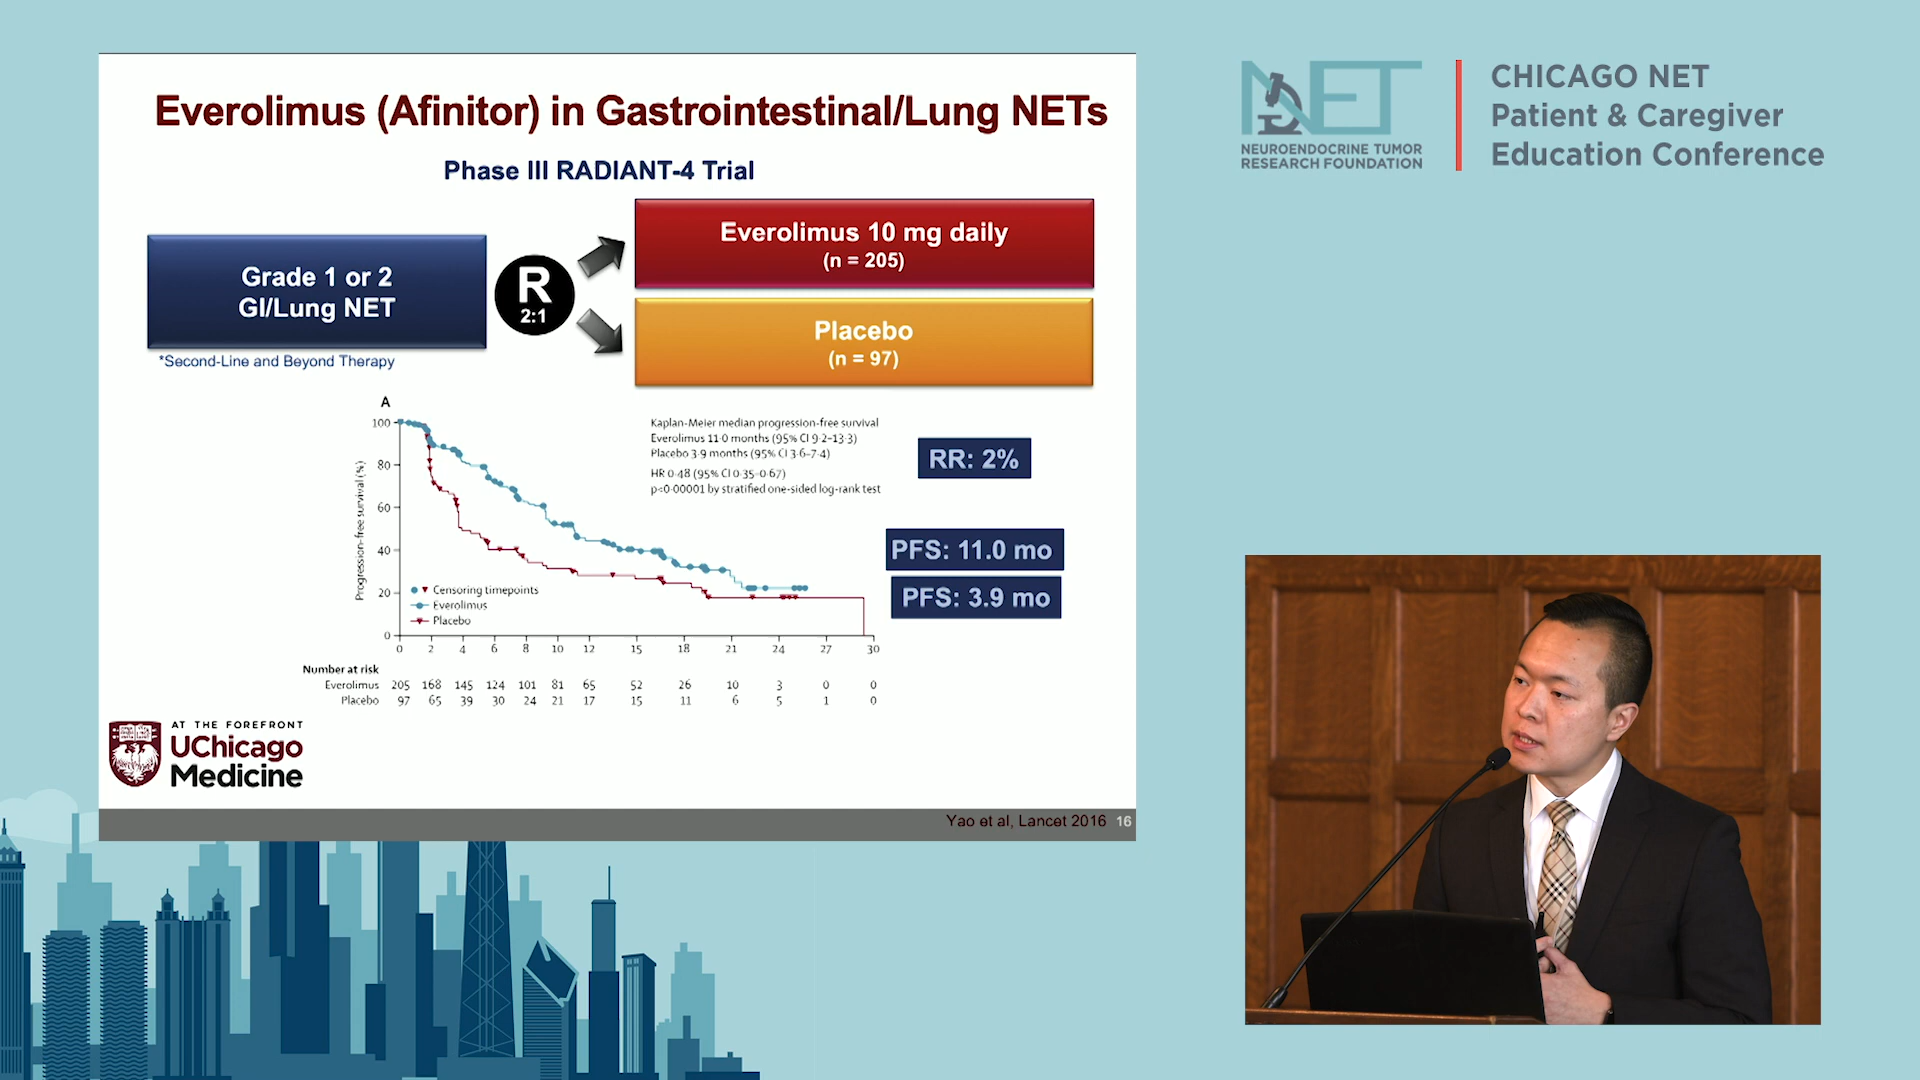 Everolimus (Afinitor) in Gastrointestinal/Lung NETs
Phase III RADIANT-4 Trial
Grade 1 or 2
GI/Lung NET
*Second-Line and Beyond Therapy
R
2:1
Everolimus 10 mg daily
(n = 205)
Placebo
(n = 97)
A
Progression-free survival (%)
100
80
60
40
20
0
Kaplan-Meier median progression-free survival
Everolimus 11·0 months (95% CI 9·2–13·3)
Placebo 3·9 months (95% CI 3·6–7·4)
HR 0·48 (95% CI 0·35–0·67)
p<0·00001 by stratified one-sided log-rank test
Censoring timepoints
Everolimus
Placebo
0 2 4 6 8 10 12 15 18 21 24 27 30
Number at risk
Everolimus 205 168 145 124 101 81 65 52 26 10 3 0 0
Placebo 97 65 39 30 24 21 17 15 11 6 5 1 0
RR: 2%
PFS: 11.0 mo
PFS: 3.9 mo
AT THE FOREFRONT
UChicago
Medicine
Yao et al, Lancet 2016 16
NET
NEUROENDOCRINE TUMOR
RESEARCH FOUNDATION
CHICAGO NET
Patient & Caregiver
Education Conference